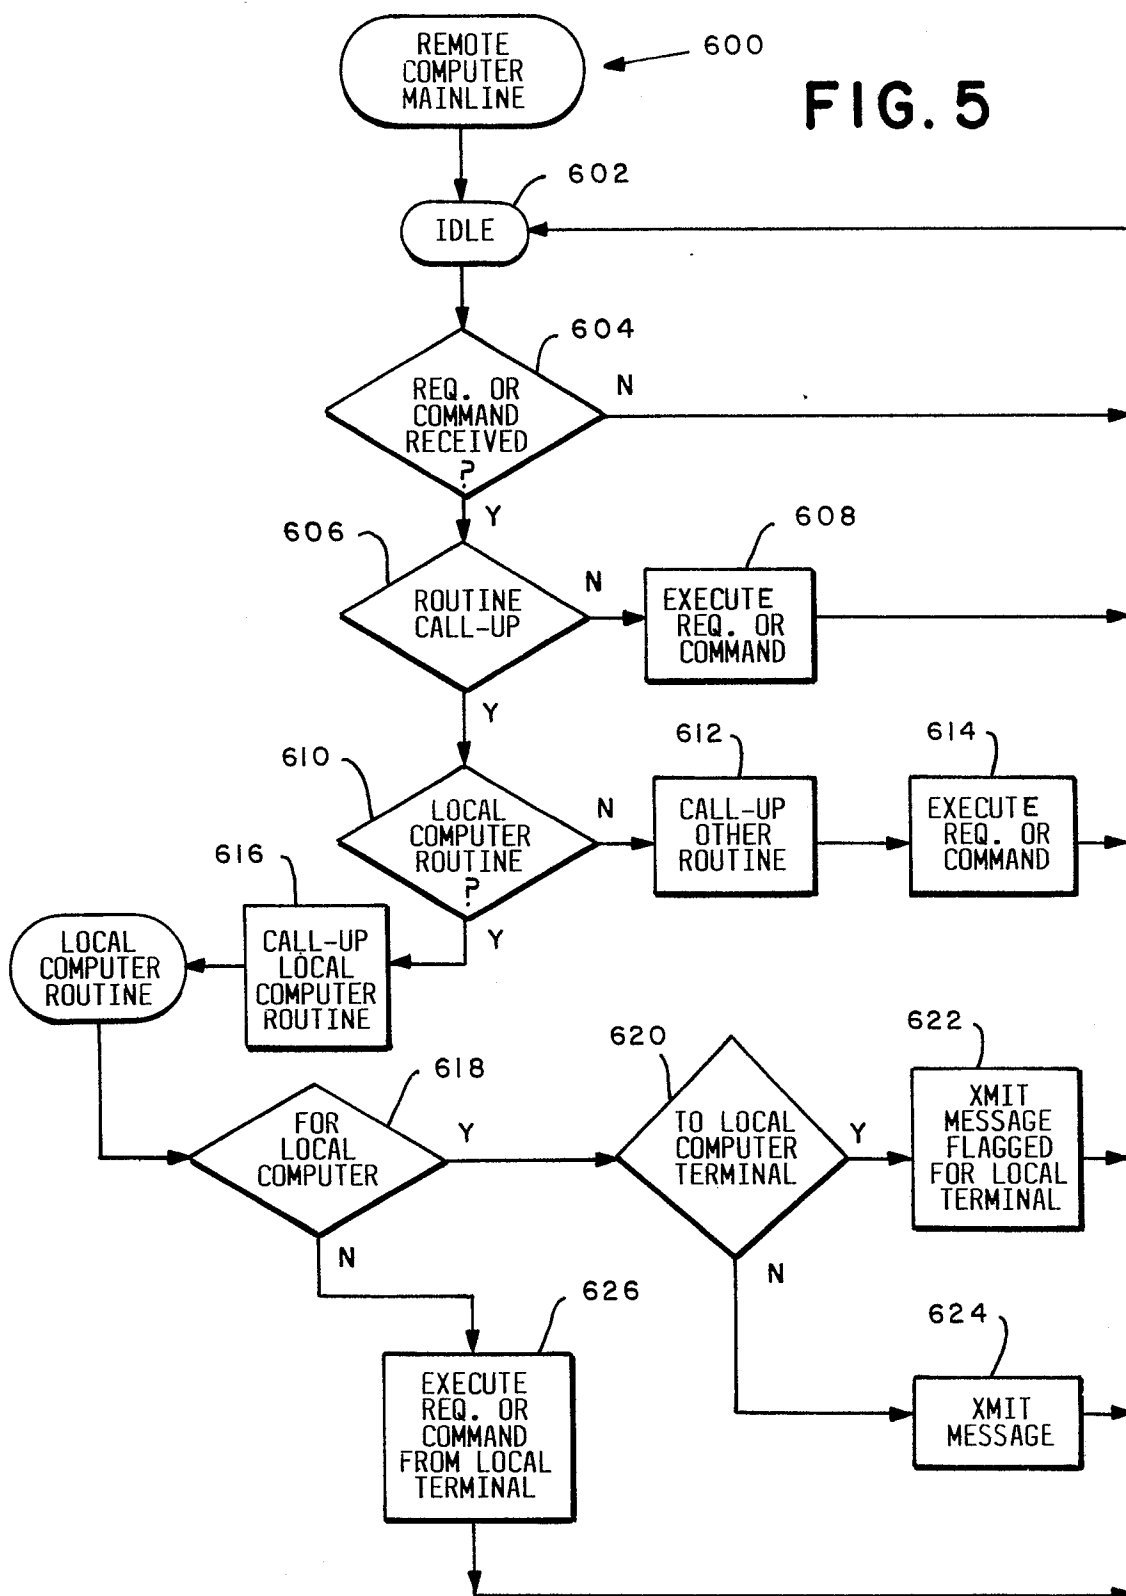 REMOTE
COMPUTER
MAINLINE
600
FIG. 5
602
IDLE
604
REQ. OR
COMMAND
RECEIVED
?
N
Y
606
ROUTINE
CALL-UP
N
608
EXECUTE
REQ. OR
COMMAND
Y
610
LOCAL
COMPUTER
ROUTINE
?
N
612
CALL-UP
OTHER
ROUTINE
614
EXECUTE
REQ. OR
COMMAND
Y
616
CALL-UP
LOCAL
COMPUTER
ROUTINE
LOCAL
COMPUTER
ROUTINE
618
FOR
LOCAL
COMPUTER
Y
620
TO LOCAL
COMPUTER
TERMINAL
Y
622
XMIT
MESSAGE
FLAGGED
FOR LOCAL
TERMINAL
N
N
624
XMIT
MESSAGE
626
EXECUTE
REQ. OR
COMMAND
FROM LOCAL
TERMINAL